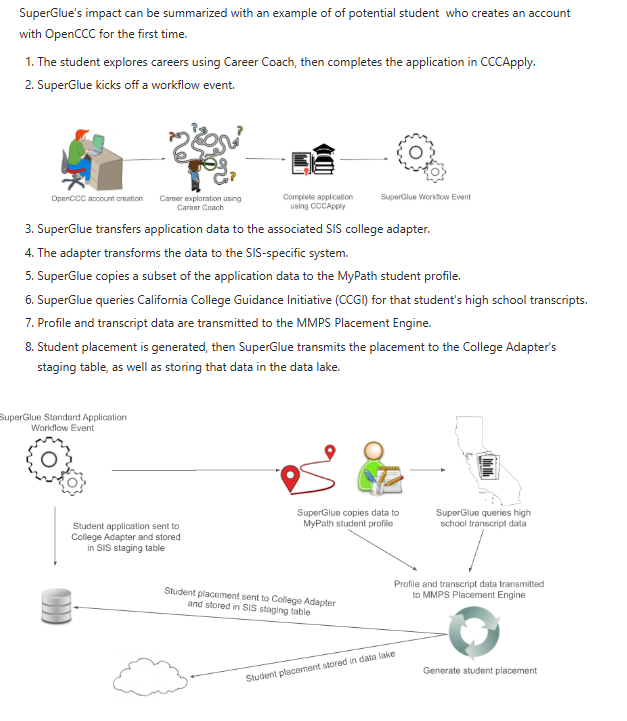 SuperGlue's impact can be summarized with an example of of potential student who creates an account
with OpenCCC for the first time.
1. The student explores careers using Career Coach, then completes the application in CCCApply.
2. SuperGlue kicks off a workflow event.
OpenCCC account creation
Career exploration using
Career Coach
Complete application
using CCCApply
SuperGlue Workflow Event
3. SuperGlue transfers application data to the associated SIS college adapter.
4. The adapter transforms the data to the SIS-specific system.
5. SuperGlue copies a subset of the application data to the MyPath student profile.
6. SuperGlue queries California College Guidance Initiative (CCGI) for that student's high school transcripts.
7. Profile and transcript data are transmitted to the MMPS Placement Engine.
8. Student placement is generated, then SuperGlue transmits the placement to the College Adapter's
staging table, as well as storing that data in the data lake.
SuperGlue Standard Application
Workflow Event
SuperGlue copies data to
MyPath student profile
SuperGlue queries high
school transcript data
Student application sent to
College Adapter and stored
in SIS staging table
Profile and transcript data transmitted
to MMPS Placement Engine
Student placement sent to College Adapter
and stored in SIS staging table
Student placement stored in data lake
Generate student placement